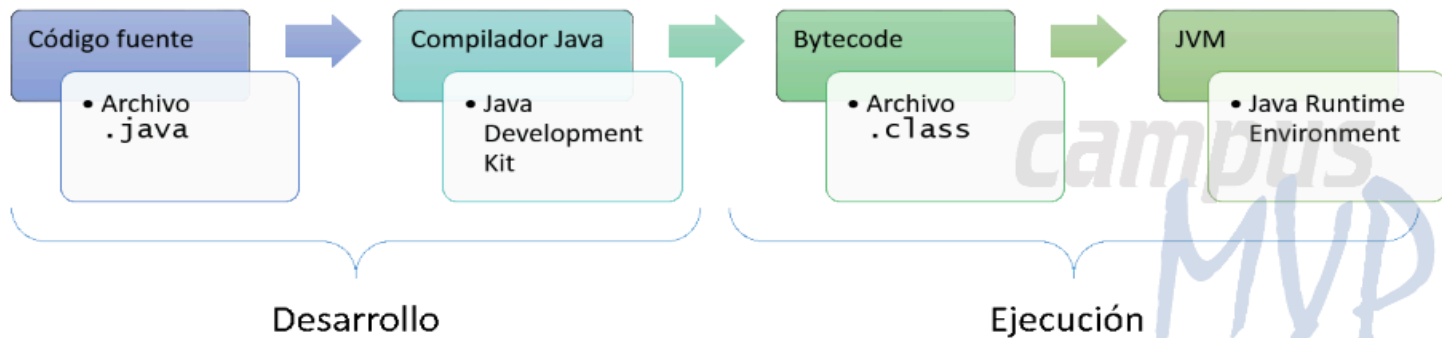 Código fuente
Compilador Java
Bytecode
JVM
• Archivo
.java
• Java
Development
Kit
• Archivo
.class
• Java Runtime
Environment
campus
MVP
Desarrollo
Ejecución